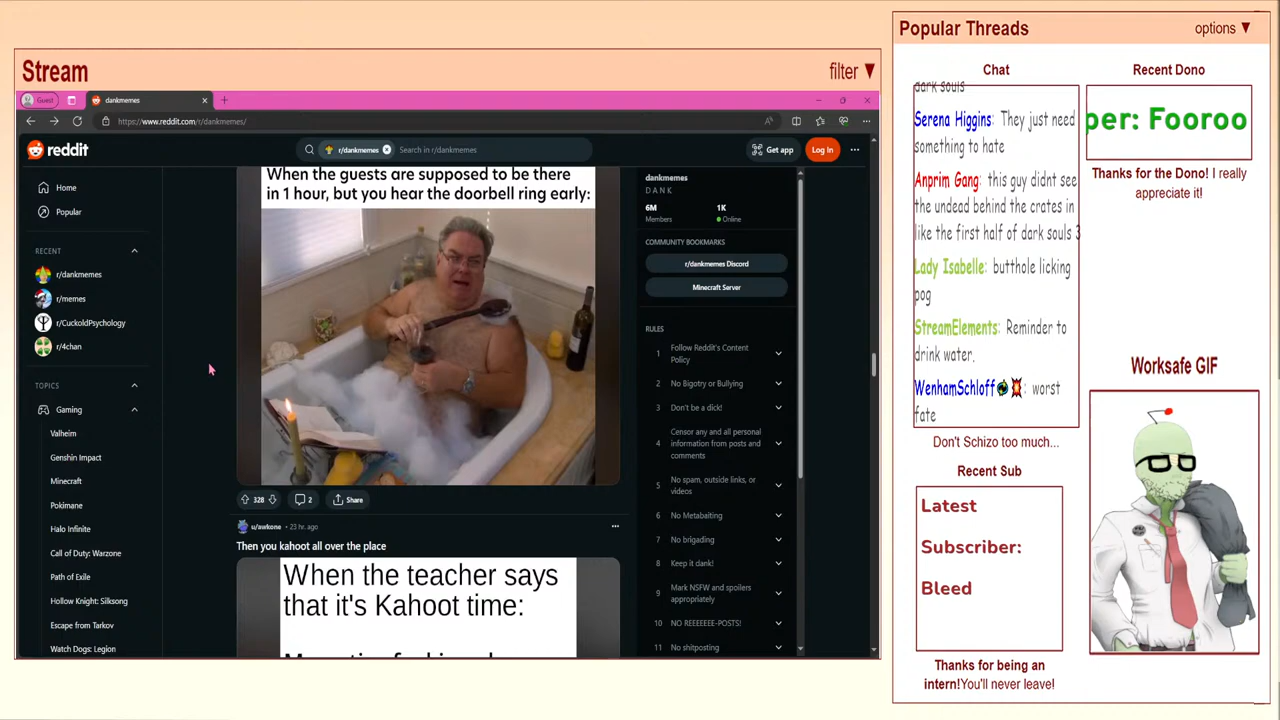 Stream
filter ▼
Guest
dankmemes
https://www.reddit.com/r/dankmemes/
reddit
r/dankmemes
Search in r/dankmemes
Get app
Log In
Home
Popular
RECENT
r/dankmemes
r/memes
r/CuckoldPsychology
r/4chan
TOPICS
Gaming
Valheim
Genshin Impact
Minecraft
Pokimane
Halo Infinite
Call of Duty: Warzone
Path of Exile
Hollow Knight: Silksong
Escape from Tarkov
Watch Dogs: Legion
When the guests are supposed to be there
in 1 hour, but you hear the doorbell ring early:
328
2
Share
u/awkone • 23 hr. ago
Then you kahoot all over the place
When the teacher says
that it's Kahoot time:
dankmemes
D A N K
6M
1K
Members
Online
COMMUNITY BOOKMARKS
r/dankmemes Discord
Minecraft Server
RULES
1 Follow Reddit's Content
Policy
2 No Bigotry or Bullying
3 Don't be a dick!
4 Censor any and all personal
information from posts and
comments
5 No spam, outside links, or
videos
6 No Metabaiting
7 No brigading
8 Keep it dank!
9 Mark NSFW and spoilers
appropriately
10 NO REEEEEE-POSTS!
11 No shitposting
Popular Threads
options ▼
Chat
dark souls
Serena Higgins: They just need
something to hate
Anprim Gang: this guy didnt see
the undead behind the crates in
like the first half of dark souls 3
Lady Isabelle: butthole licking
pog
StreamElements: Reminder to
drink water.
WenhamSchloff: worst
fate
Don't Schizo too much...
Recent Sub
Latest
Subscriber:
Bleed
Thanks for being an
intern!You'll never leave!
Recent Dono
per: Fooroo
Thanks for the Dono! I really
appreciate it!
Worksafe GIF